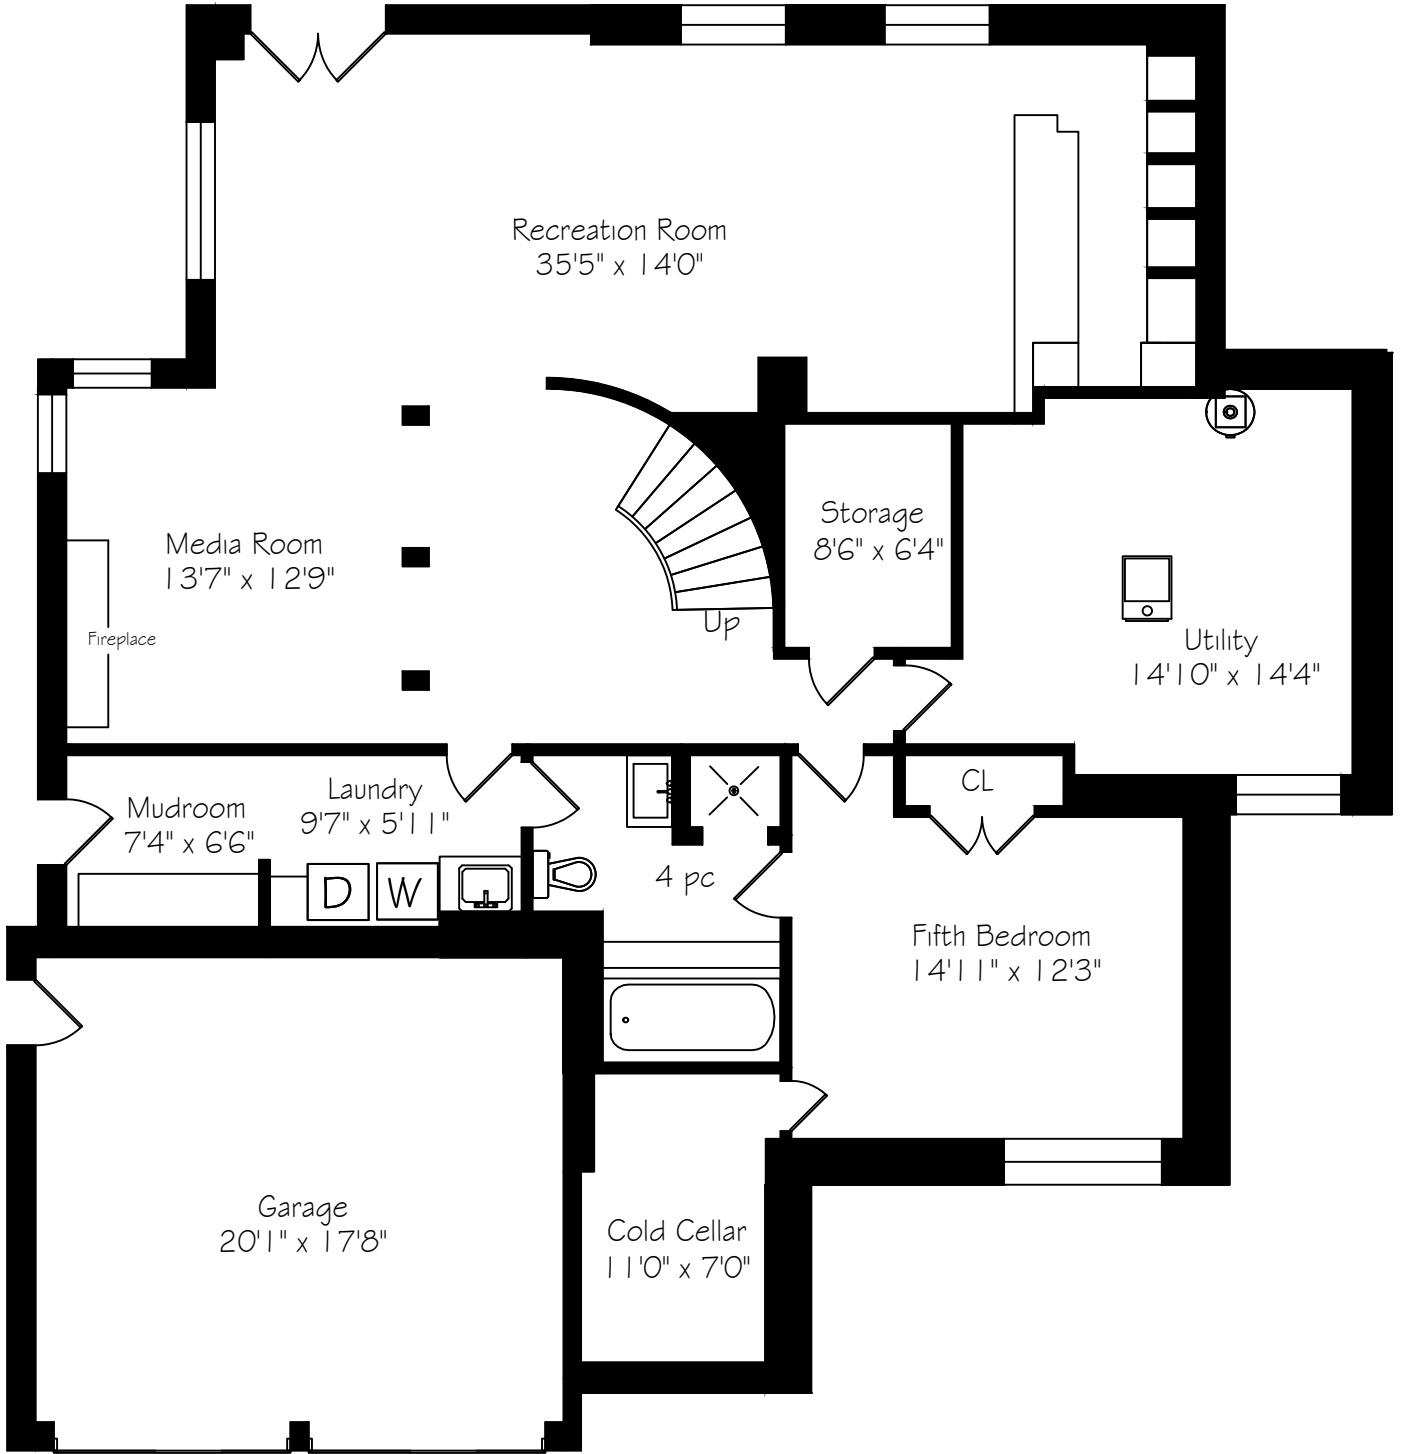 Recreation Room
35'5" x 14'0"
Storage
8'6" x 6'4"
Media Room
13'7" x 12'9"
Fireplace
Up
Utility
14'10" x 14'4"
CL
Laundry
9'7" x 5'11"
Mudroom
7'4" x 6'6"
D
W
4 pc
Fifth Bedroom
14'11" x 12'3"
Garage
20'1" x 17'8"
Cold Cellar
11'0" x 7'0"